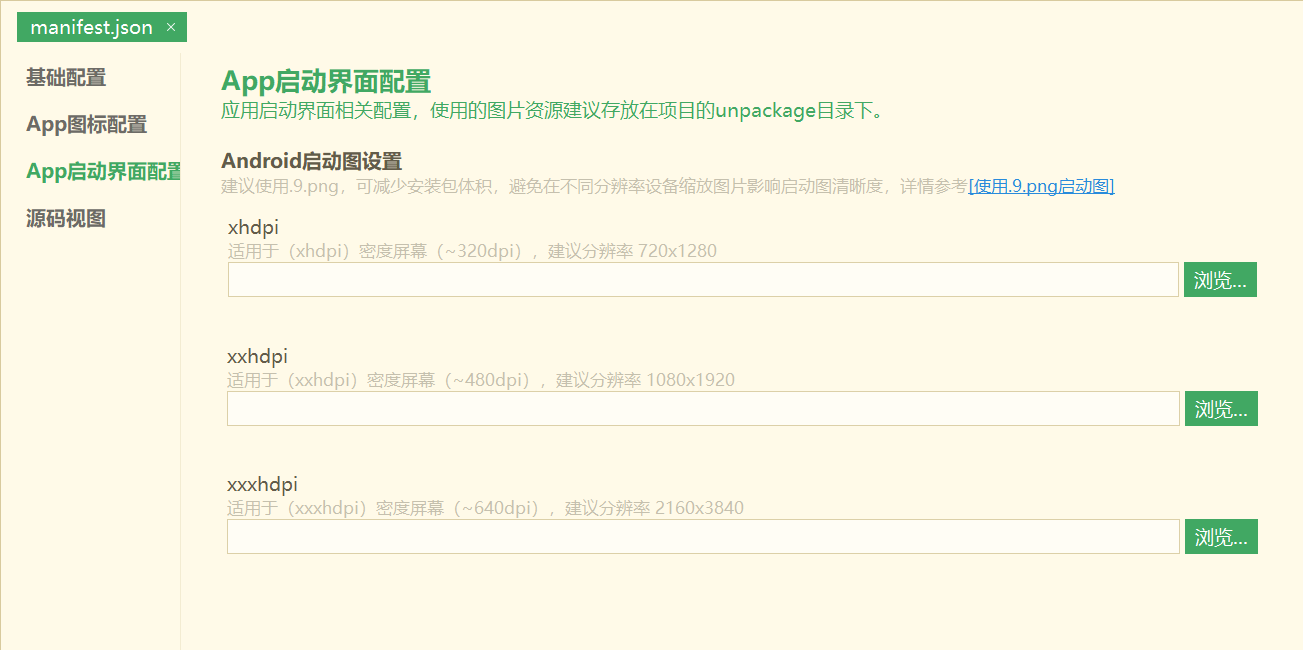 manifest.json ×
基础配置
App图标配置
App启动界面配置
源码视图
App启动界面配置
应用启动界面相关配置，使用的图片资源建议存放在项目的unpackage目录下。
Android启动图设置
建议使用.9.png，可减少安装包体积，避免在不同分辨率设备缩放图片影响启动图清晰度，详情参考[使用.9.png启动图]
xhdpi
适用于（xhdpi）密度屏幕（~320dpi），建议分辨率 720x1280
浏览...
xxhdpi
适用于（xxhdpi）密度屏幕（~480dpi），建议分辨率 1080x1920
浏览...
xxxhdpi
适用于（xxxhdpi）密度屏幕（~640dpi），建议分辨率 2160x3840
浏览...